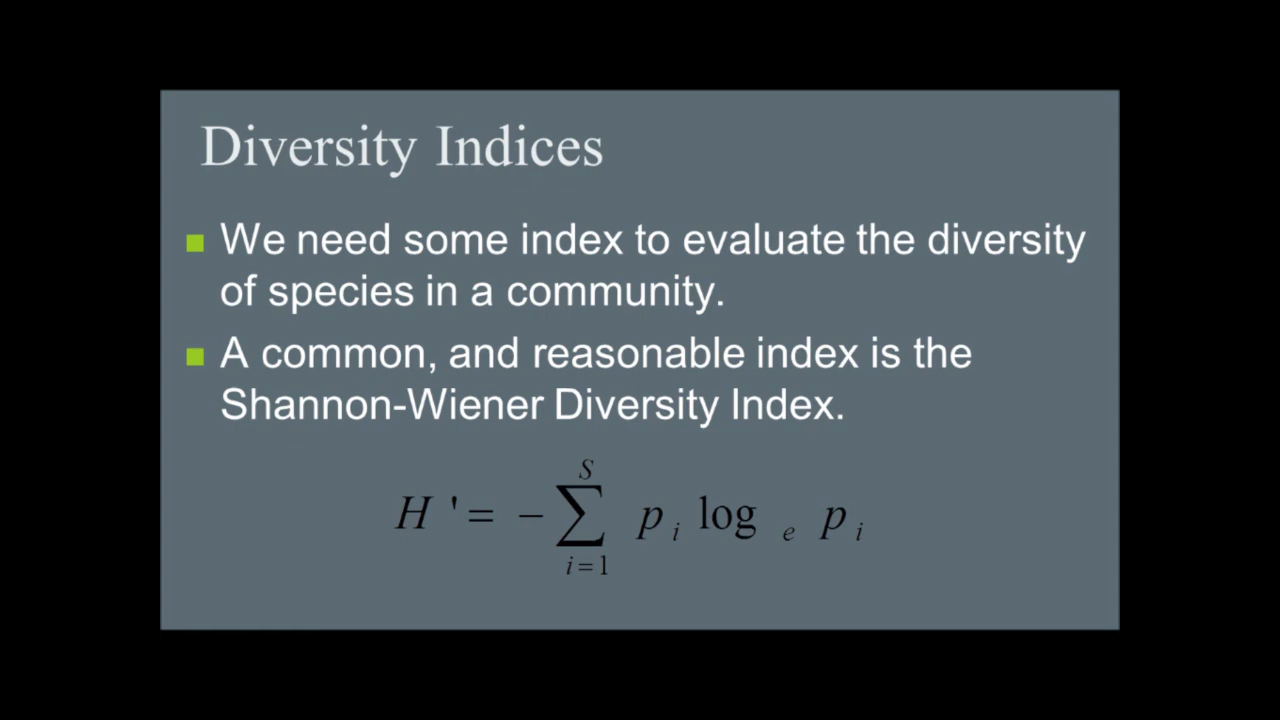 Diversity Indices
We need some index to evaluate the diversity
of species in a community.
A common, and reasonable index is the
Shannon-Wiener Diversity Index.
H ' = − ∑_{i=1}^{S} p_i log_e p_i